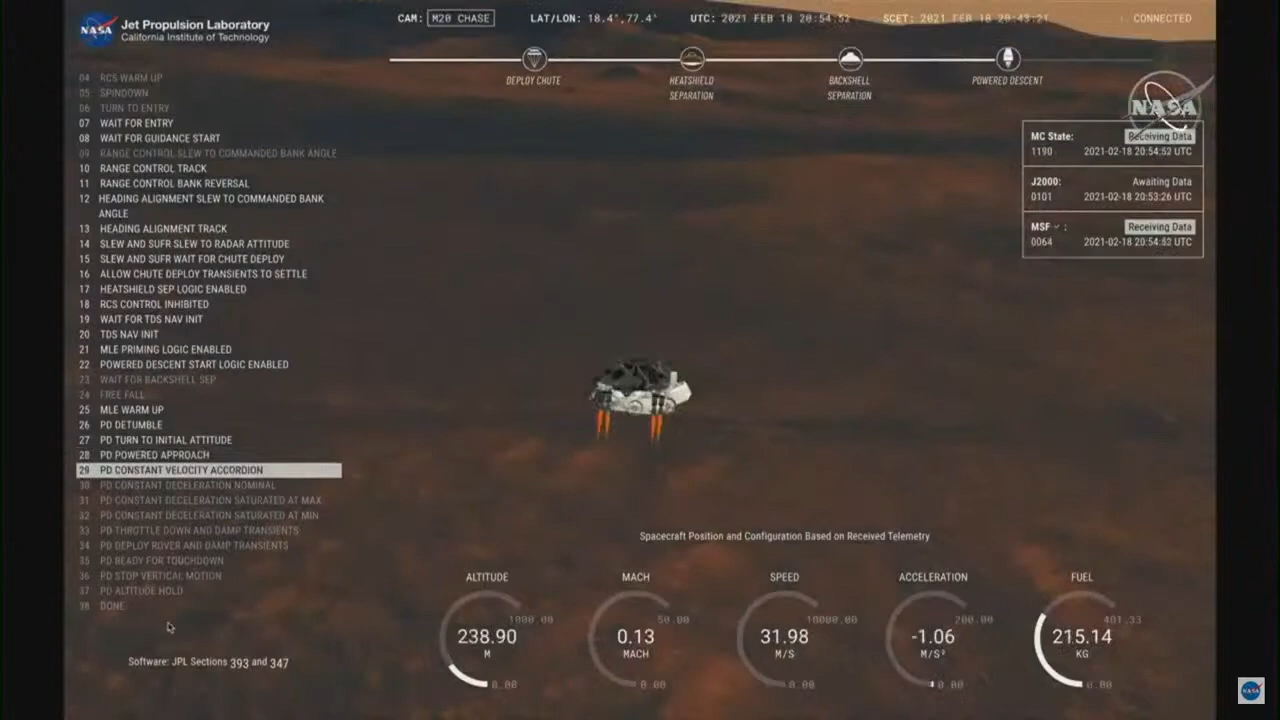 NASA
Jet Propulsion Laboratory
California Institute of Technology
CAM: M20 CHASE
LAT/LON: 18.4°,77.4°
UTC: 2021 FEB 18 20:54:52
SCET: 2021 FEB 18 20:43:27
CONNECTED
DEPLOY CHUTE
HEATSHIELD
SEPARATION
BACKSHELL
SEPARATION
POWERED DESCENT
NASA
04 RCS WARM UP
05 SPINDOWN
06 TURN TO ENTRY
07 WAIT FOR ENTRY
08 WAIT FOR GUIDANCE START
09 RANGE CONTROL SLEW TO COMMANDED BANK ANGLE
10 RANGE CONTROL TRACK
11 RANGE CONTROL BANK REVERSAL
12 HEADING ALIGNMENT SLEW TO COMMANDED BANK
ANGLE
13 HEADING ALIGNMENT TRACK
14 SLEW AND SUFR SLEW TO RADAR ATTITUDE
15 SLEW AND SUFR WAIT FOR CHUTE DEPLOY
16 ALLOW CHUTE DEPLOY TRANSIENTS TO SETTLE
17 HEATSHIELD SEP LOGIC ENABLED
18 RCS CONTROL INHIBITED
19 WAIT FOR TDS NAV INIT
20 TDS NAV INIT
21 MLE PRIMING LOGIC ENABLED
22 POWERED DESCENT START LOGIC ENABLED
23 WAIT FOR BACKSHELL SEP
24 FREE FALL
25 MLE WARM UP
26 PD DETUMBLE
27 PD TURN TO INITIAL ATTITUDE
28 PD POWERED APPROACH
29 PD CONSTANT VELOCITY ACCORDION
30 PD CONSTANT DECELERATION NOMINAL
31 PD CONSTANT DECELERATION SATURATED AT MAX
32 PD CONSTANT DECELERATION SATURATED AT MIN
33 PD THROTTLE DOWN AND DAMP TRANSIENTS
34 PD DEPLOY ROVER AND DAMP TRANSIENTS
35 PD READY FOR TOUCHDOWN
36 PD STOP VERTICAL MOTION
37 PD ALTITUDE HOLD
38 DONE
Software: JPL Sections 393 and 347
MC State: Receiving Data
1190 2021-02-18 20:54:52 UTC
J2000: Awaiting Data
0101 2021-02-18 20:53:26 UTC
MSF : Receiving Data
0064 2021-02-18 20:54:52 UTC
Spacecraft Position and Configuration Based on Received Telemetry
ALTITUDE
1000.00
238.90
M
0.00
MACH
50.00
0.13
MACH
0.00
SPEED
10000.00
31.98
M/S
0.00
ACCELERATION
200.00
-1.06
M/S²
0.00
FUEL
401.33
215.14
KG
0.00
NASA